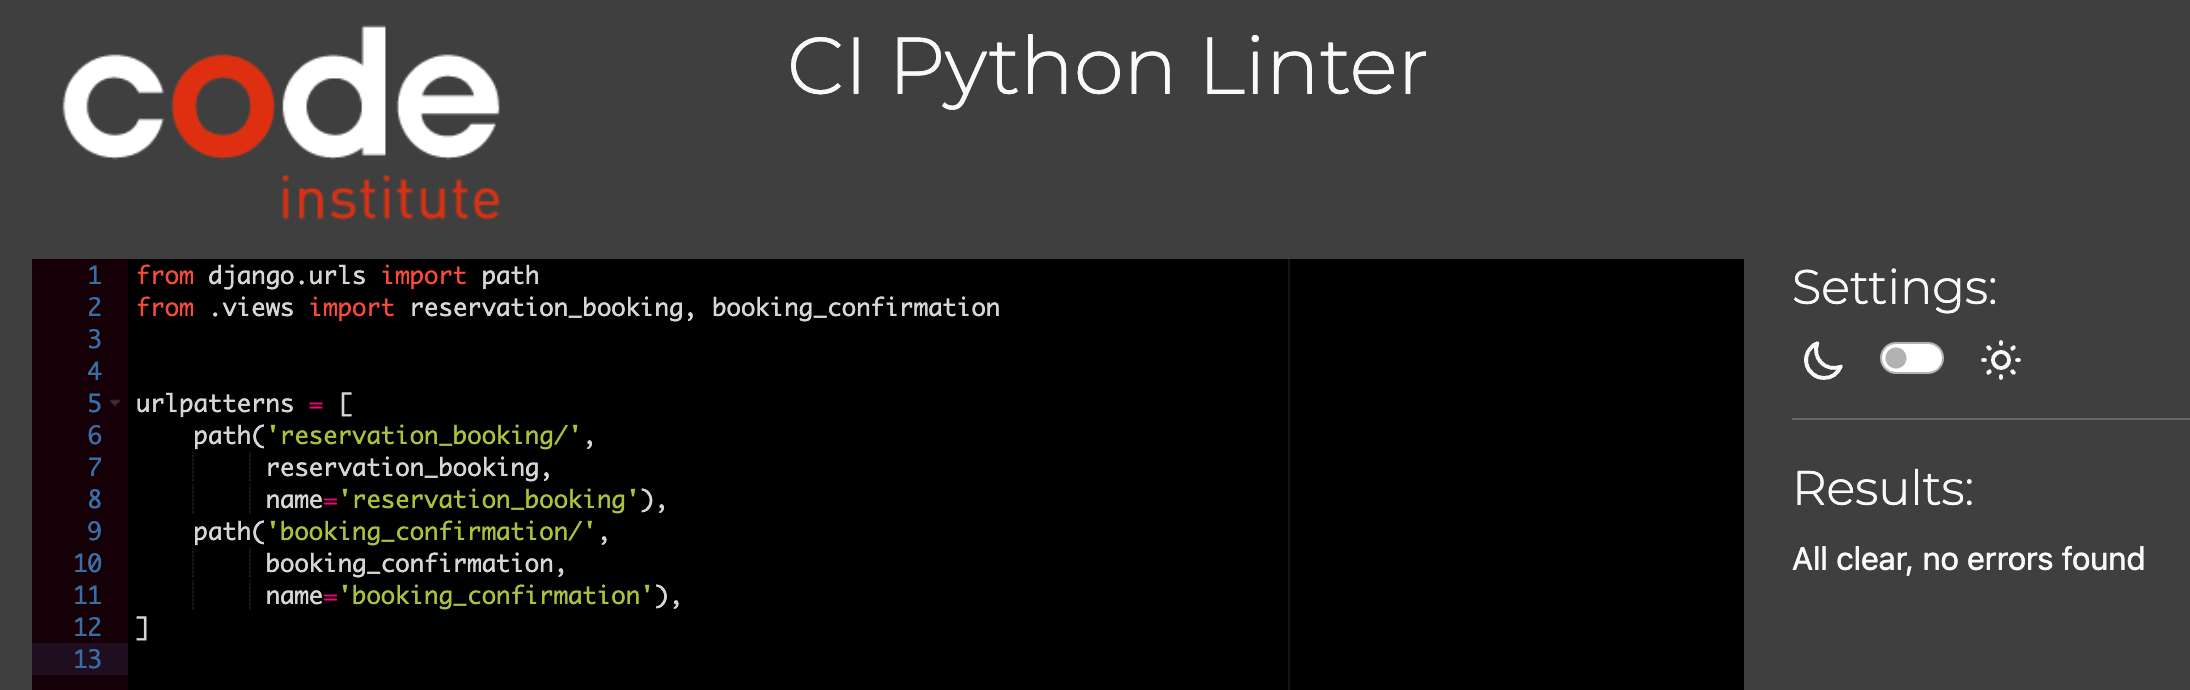 code
institute
CI Python Linter
1 from django.urls import path
2 from .views import reservation_booking, booking_confirmation
3
4
5 urlpatterns = [
6     path('reservation_booking/',
7          reservation_booking,
8          name='reservation_booking'),
9     path('booking_confirmation/',
10          booking_confirmation,
11          name='booking_confirmation'),
12 ]
13
Settings:
Results:
All clear, no errors found